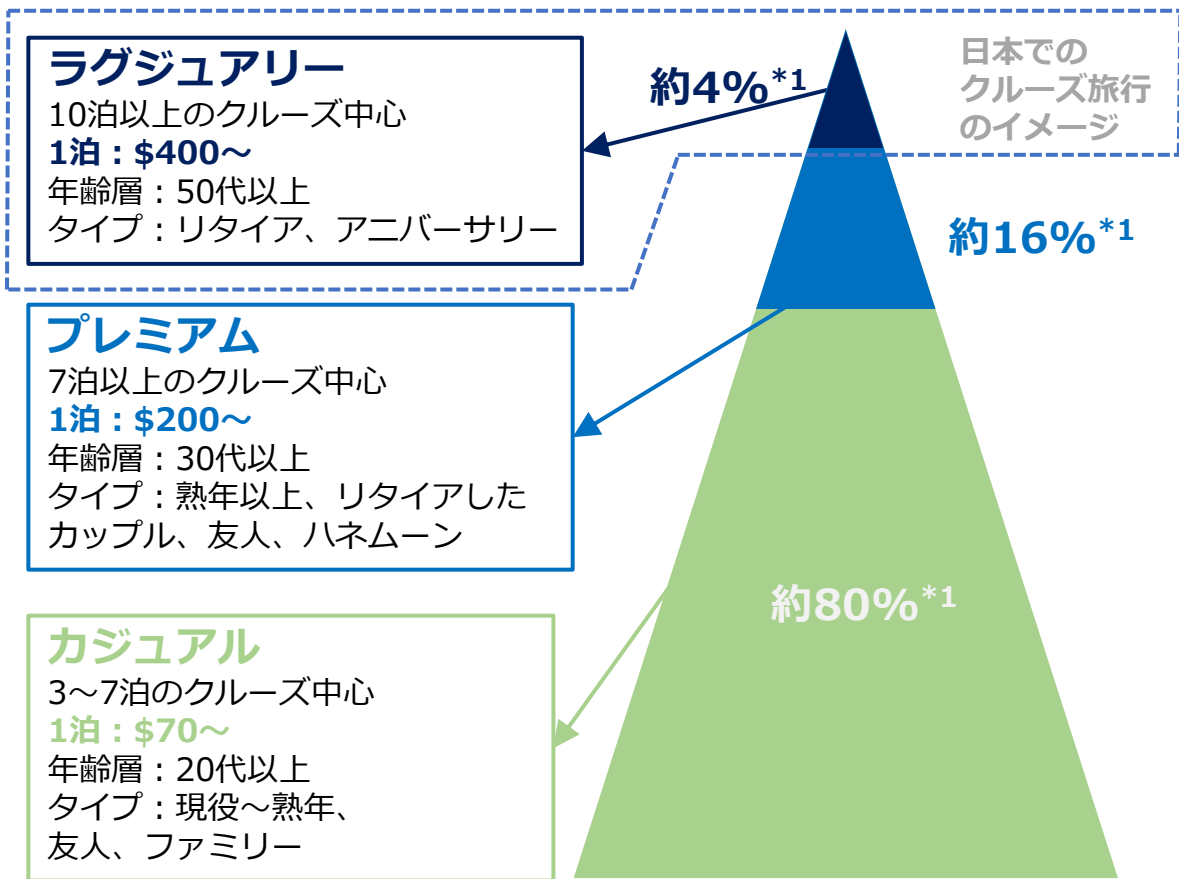 ラグジュアリー
10泊以上のクルーズ中心
1泊：$400～
年齢層：50代以上
タイプ：リタイア、アニバーサリー
約4%*1
日本での
クルーズ旅行
のイメージ
プレミアム
7泊以上のクルーズ中心
1泊：$200～
年齢層：30代以上
タイプ：熟年以上、リタイアした
カップル、友人、ハネムーン
約16%*1
カジュアル
3～7泊のクルーズ中心
1泊：$70～
年齢層：20代以上
タイプ：現役～熟年、
友人、ファミリー
約80%*1